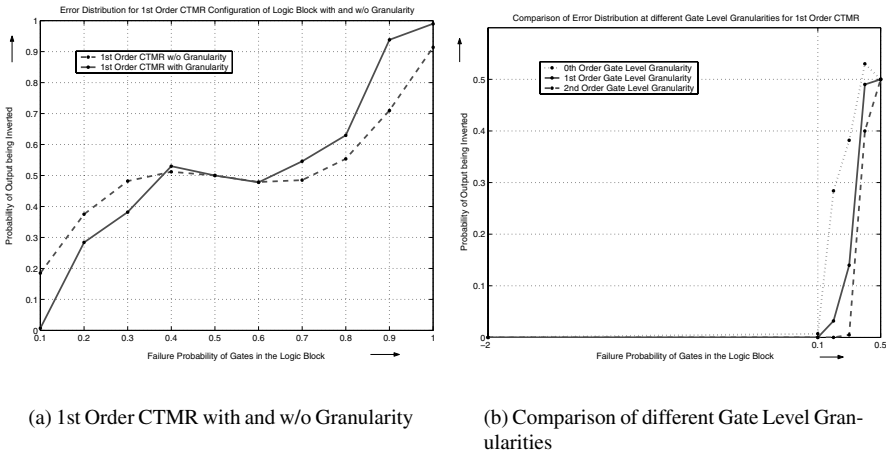 Error Distribution for 1st Order CTMR Configuration of Logic Block with and w/o Granularity
1
0.9
0.8
0.7
0.6
0.5
0.4
0.3
0.2
0.1
0
Probability of Output being Inverted
1st Order CTMR w/o Granularity
1st Order CTMR with Granularity
0.1 0.2 0.3 0.4 0.5 0.6 0.7 0.8 0.9 1
Failure Probability of Gates in the Logic Block
(a) 1st Order CTMR with and w/o Granularity
Comparison of Error Distribution at different Gate Level Granularities for 1st Order CTMR
0.5
0.4
0.3
0.2
0.1
0
Probability of Output being Inverted
0th Order Gate Level Granularity
1st Order Gate Level Granularity
2nd Order Gate Level Granularity
−2 0.1 0.5
Failure Probability of Gates in the Logic Block
(b) Comparison of different Gate Level Gran-
ularities